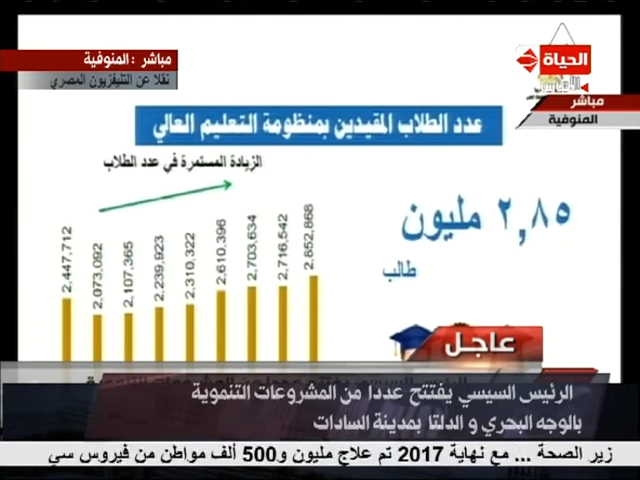 مباشر : المنوفية
نقلا عن التليفزيون المصري
الحياة
مباشر
المنوفية
عدد الطلاب المقيدين بمنظومة التعليم العالي
الزيادة المستمرة في عدد الطلاب
٢,٨٥ مليون
طالب
2,447,712
2,073,092
2,107,365
2,239,923
2,310,322
2,610,396
2,703,634
2,716,542
2,852,868
عاجل
الرئيس السيسي يفتتح عددا من المشروعات التنموية
بالوجه البحري و الدلتا بمدينة السادات
زير الصحة ... مع نهاية 2017 تم علاج مليون و500 ألف مواطن من فيروس سي